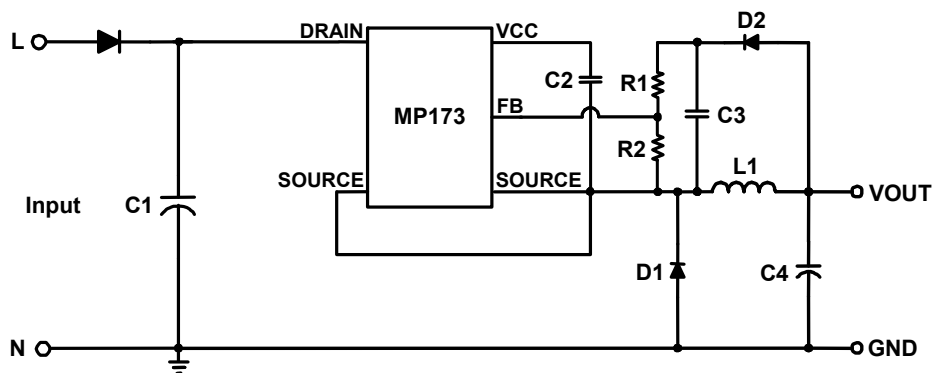 L
DRAIN
VCC
D2
C2
R1
MP173
FB
C3
R2
L1
SOURCE
SOURCE
Input
C1
VOUT
D1
C4
N
GND